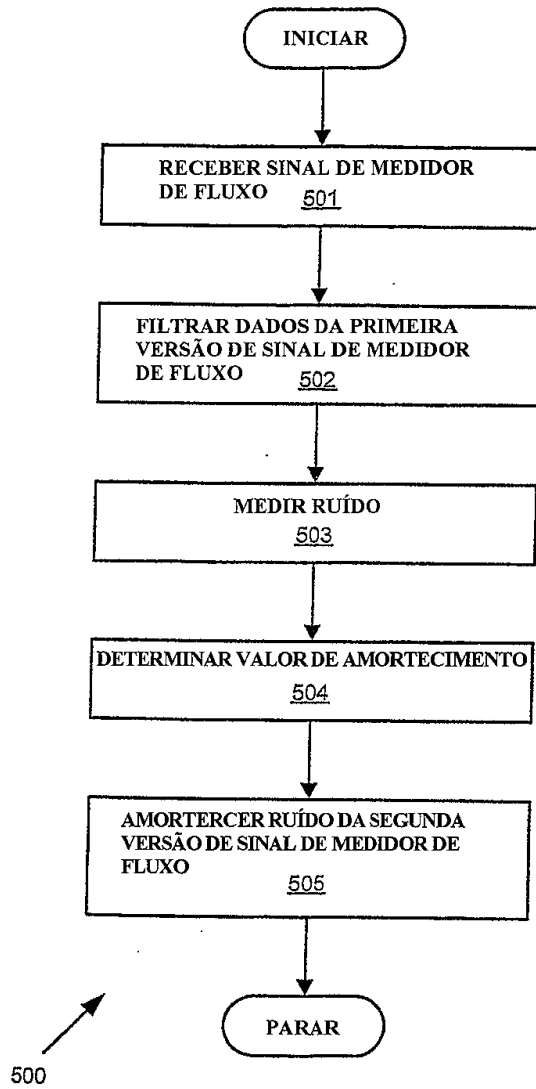 INICIAR
RECEBER SINAL DE MEDIDOR
DE FLUXO 501
FILTRAR DADOS DA PRIMEIRA
VERSÃO DE SINAL DE MEDIDOR
DE FLUXO 502
MEDIR RUÍDO
503
DETERMINAR VALOR DE AMORTECIMENTO
504
AMORTERCER RUÍDO DA SEGUNDA
VERSÃO DE SINAL DE MEDIDOR DE
FLUXO 505
PARAR
500